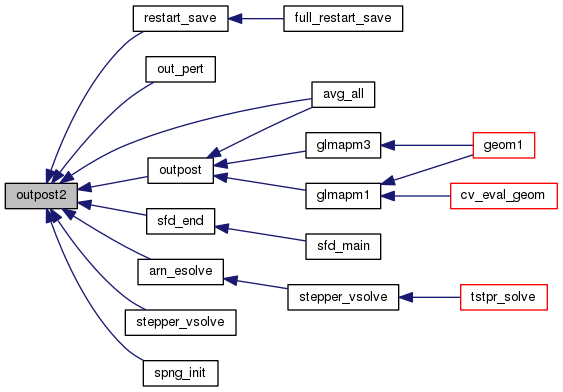 restart_save
full_restart_save
out_pert
avg_all
glmapm3
geom1
outpost
outpost2
glmapm1
cv_eval_geom
sfd_end
sfd_main
arn_esolve
stepper_vsolve
tstpr_solve
stepper_vsolve
spng_init